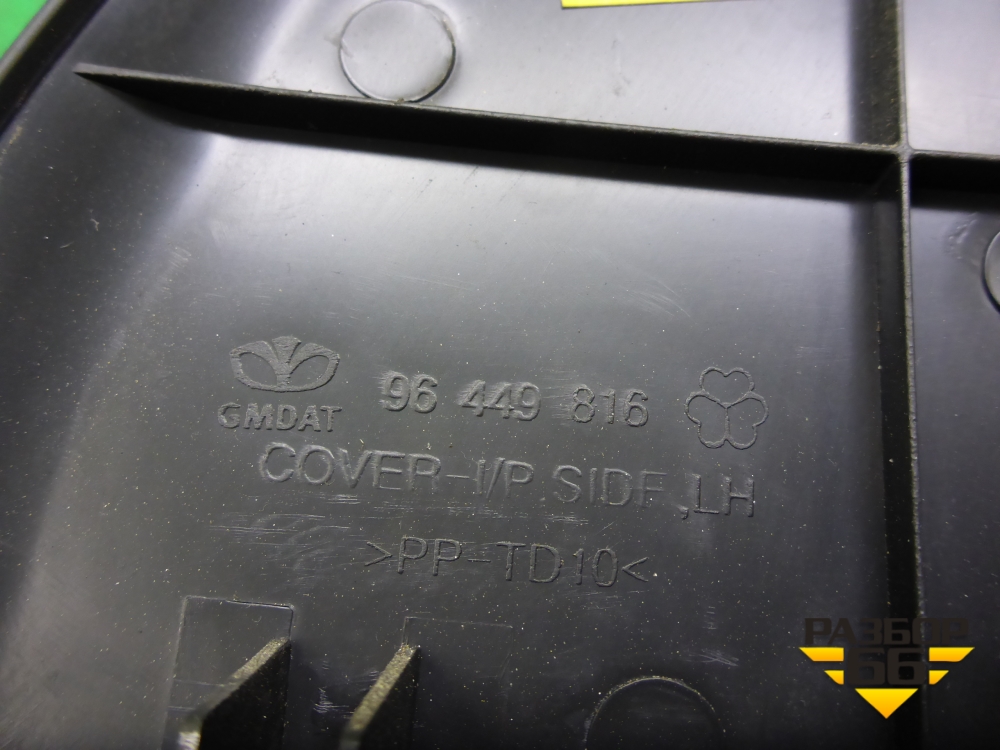 96 449 816
GMDAT
COVER-I/P SIDE,LH
>PP-TD10<
РАЗБОР
66